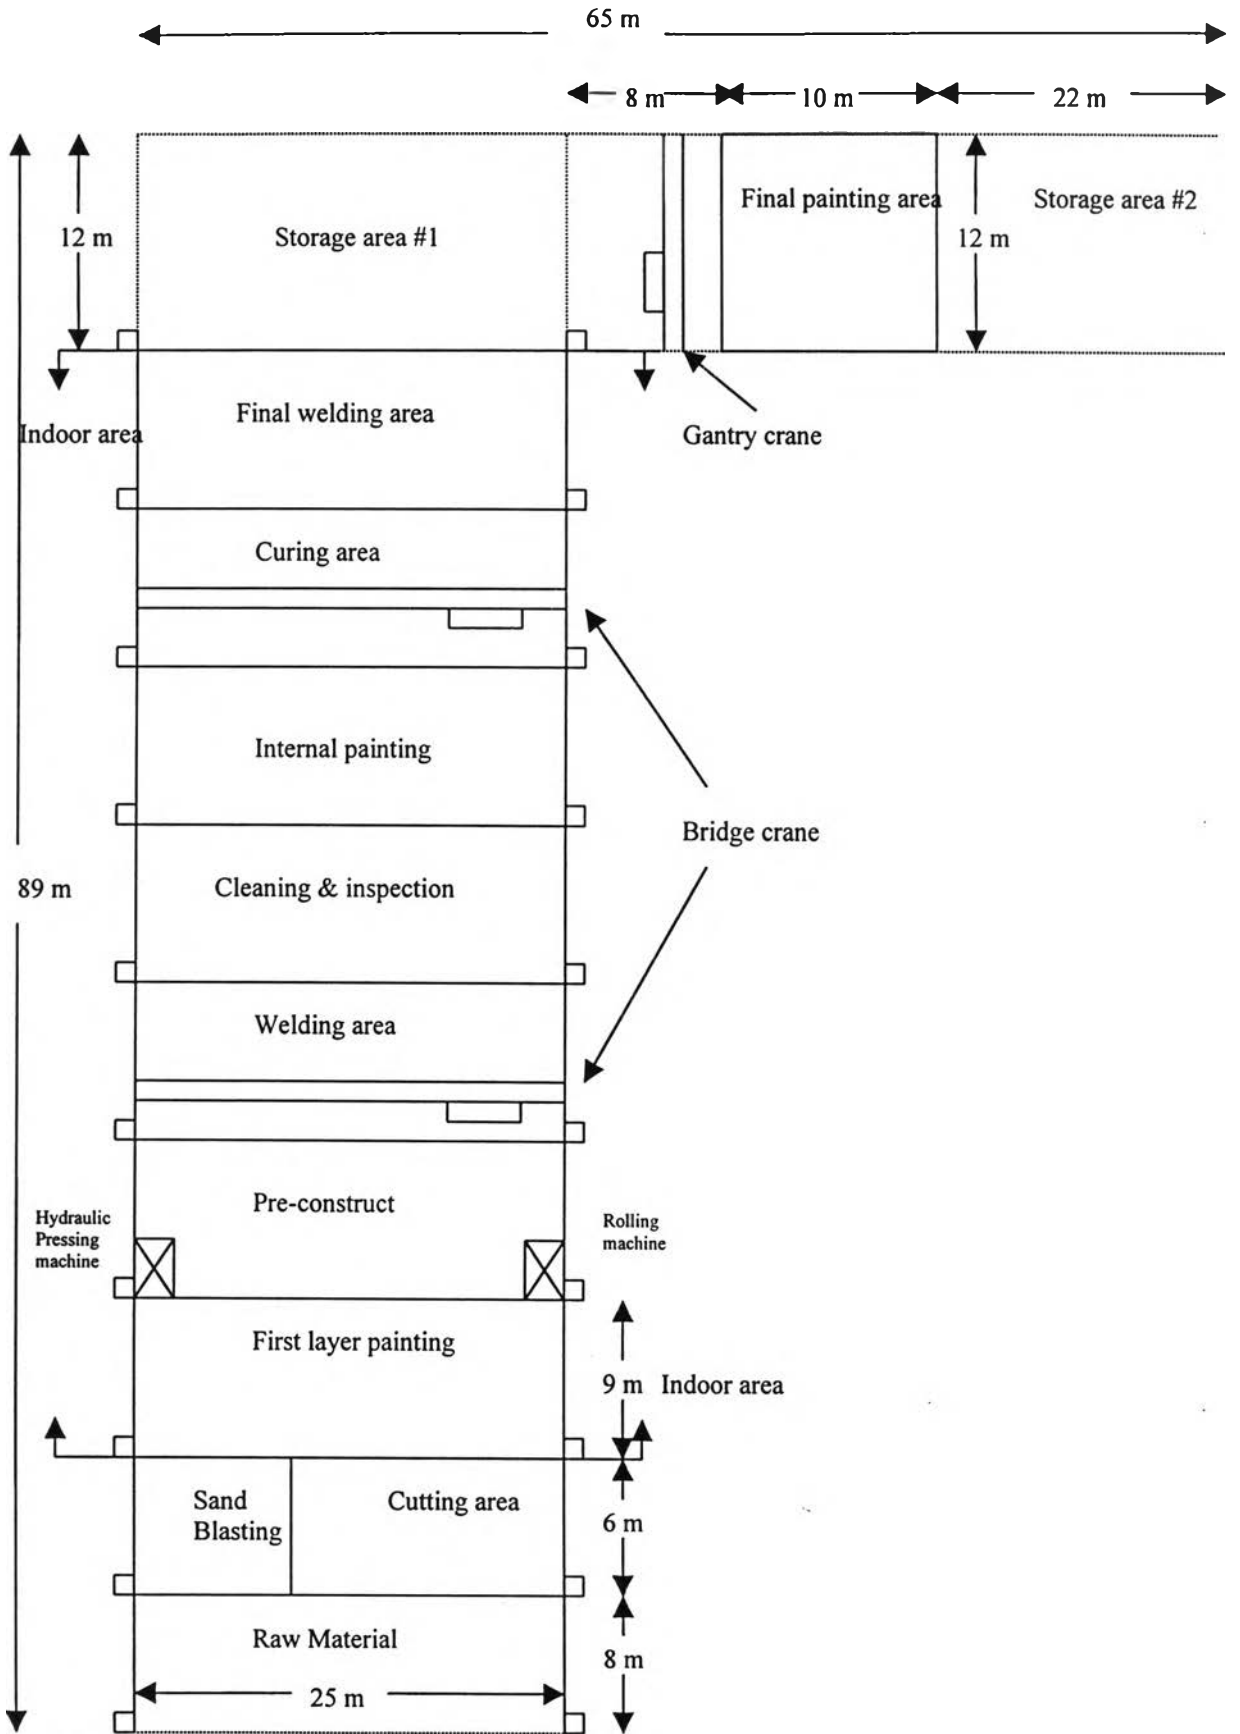 65 m
8 m
10 m
22 m
12 m
Storage area #1
Final painting area
12 m
Storage area #2
Indoor area
Final welding area
Gantry crane
Curing area
Internal painting
Bridge crane
89 m
Cleaning & inspection
Welding area
Hydraulic
Pressing
machine
Pre-construct
Rolling
machine
First layer painting
9 m
Indoor area
Sand
Blasting
Cutting area
6 m
Raw Material
8 m
25 m